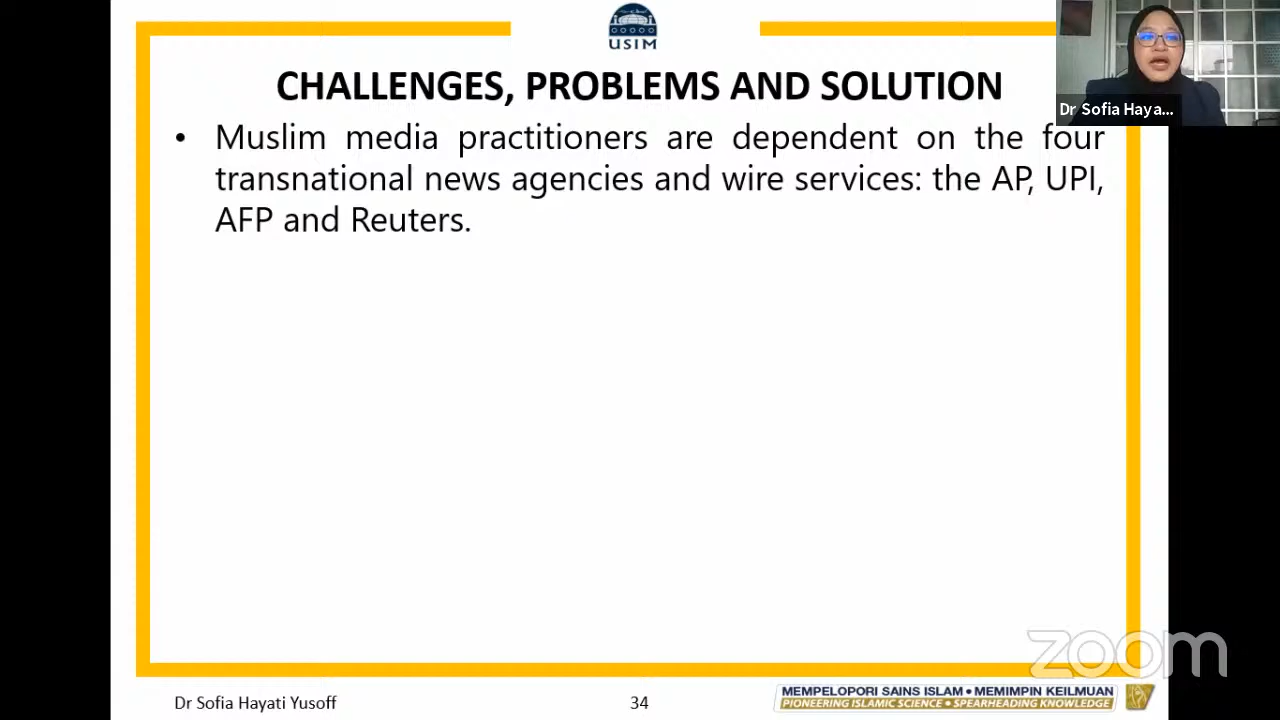 USIM
CHALLENGES, PROBLEMS AND SOLUTION
• Muslim media practitioners are dependent on the four
transnational news agencies and wire services: the AP, UPI,
AFP and Reuters.
Dr Sofia Haya...
zoom
Dr Sofia Hayati Yusoff
34
MEMPELOPORI SAINS ISLAM • MEMIMPIN KEILMUAN
PIONEERING ISLAMIC SCIENCE • SPEARHEADING KNOWLEDGE